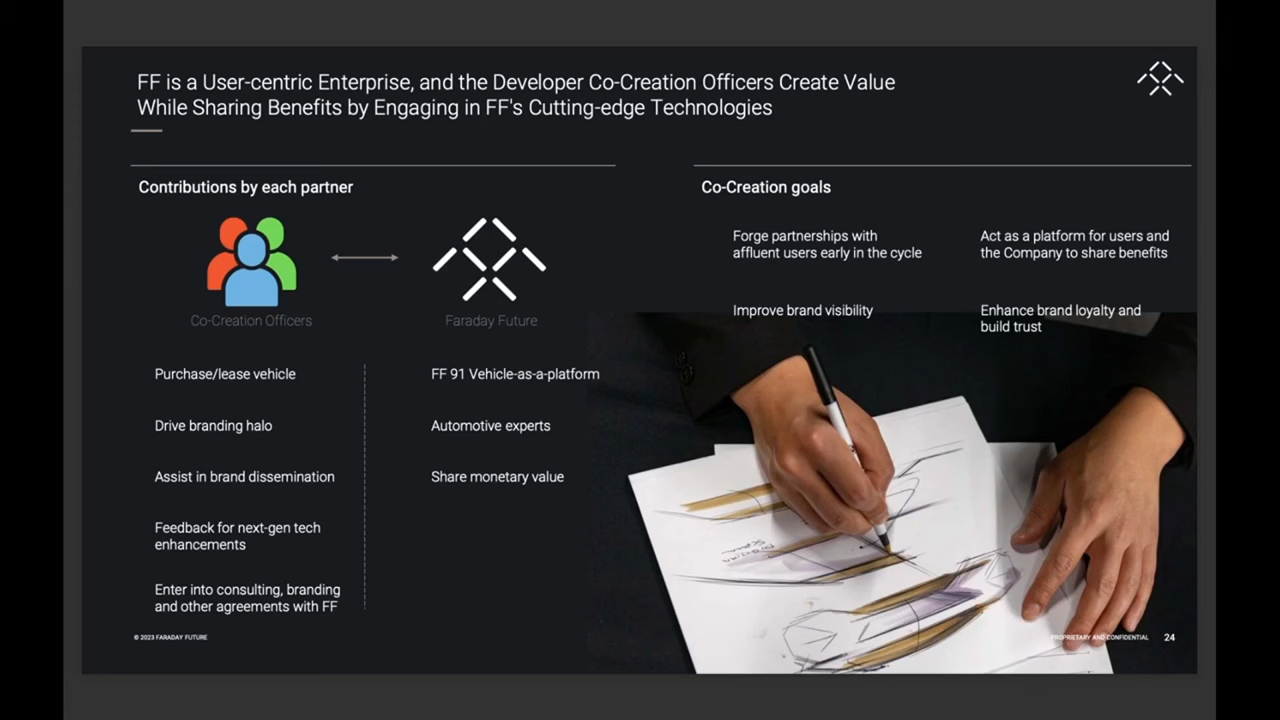 FF is a User-centric Enterprise, and the Developer Co-Creation Officers Create Value
While Sharing Benefits by Engaging in FF's Cutting-edge Technologies
Contributions by each partner
Co-Creation Officers
Faraday Future
Purchase/lease vehicle
Drive branding halo
Assist in brand dissemination
Feedback for next-gen tech
enhancements
Enter into consulting, branding
and other agreements with FF
FF 91 Vehicle-as-a-platform
Automotive experts
Share monetary value
Co-Creation goals
Forge partnerships with
affluent users early in the cycle
Act as a platform for users and
the Company to share benefits
Improve brand visibility
Enhance brand loyalty and
build trust
© 2023 FARADAY FUTURE
PROPRIETARY AND CONFIDENTIAL
24